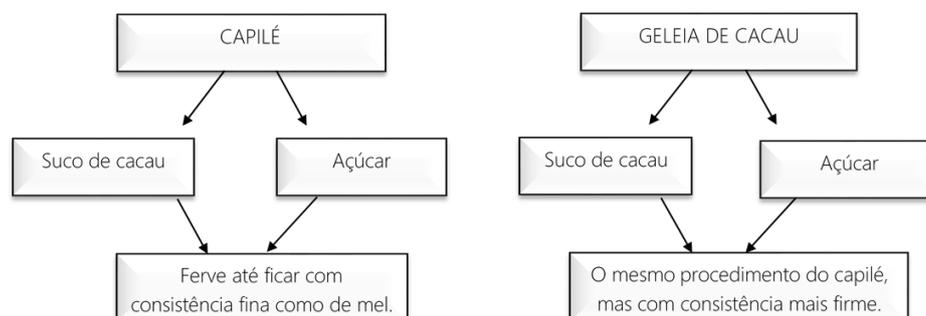 CAPILÉ
Suco de cacau
Açúcar
Ferve até ficar com
consistência fina como de mel.
GELEIA DE CACAU
Suco de cacau
Açúcar
O mesmo procedimento do capilé,
mas com consistência mais firme.